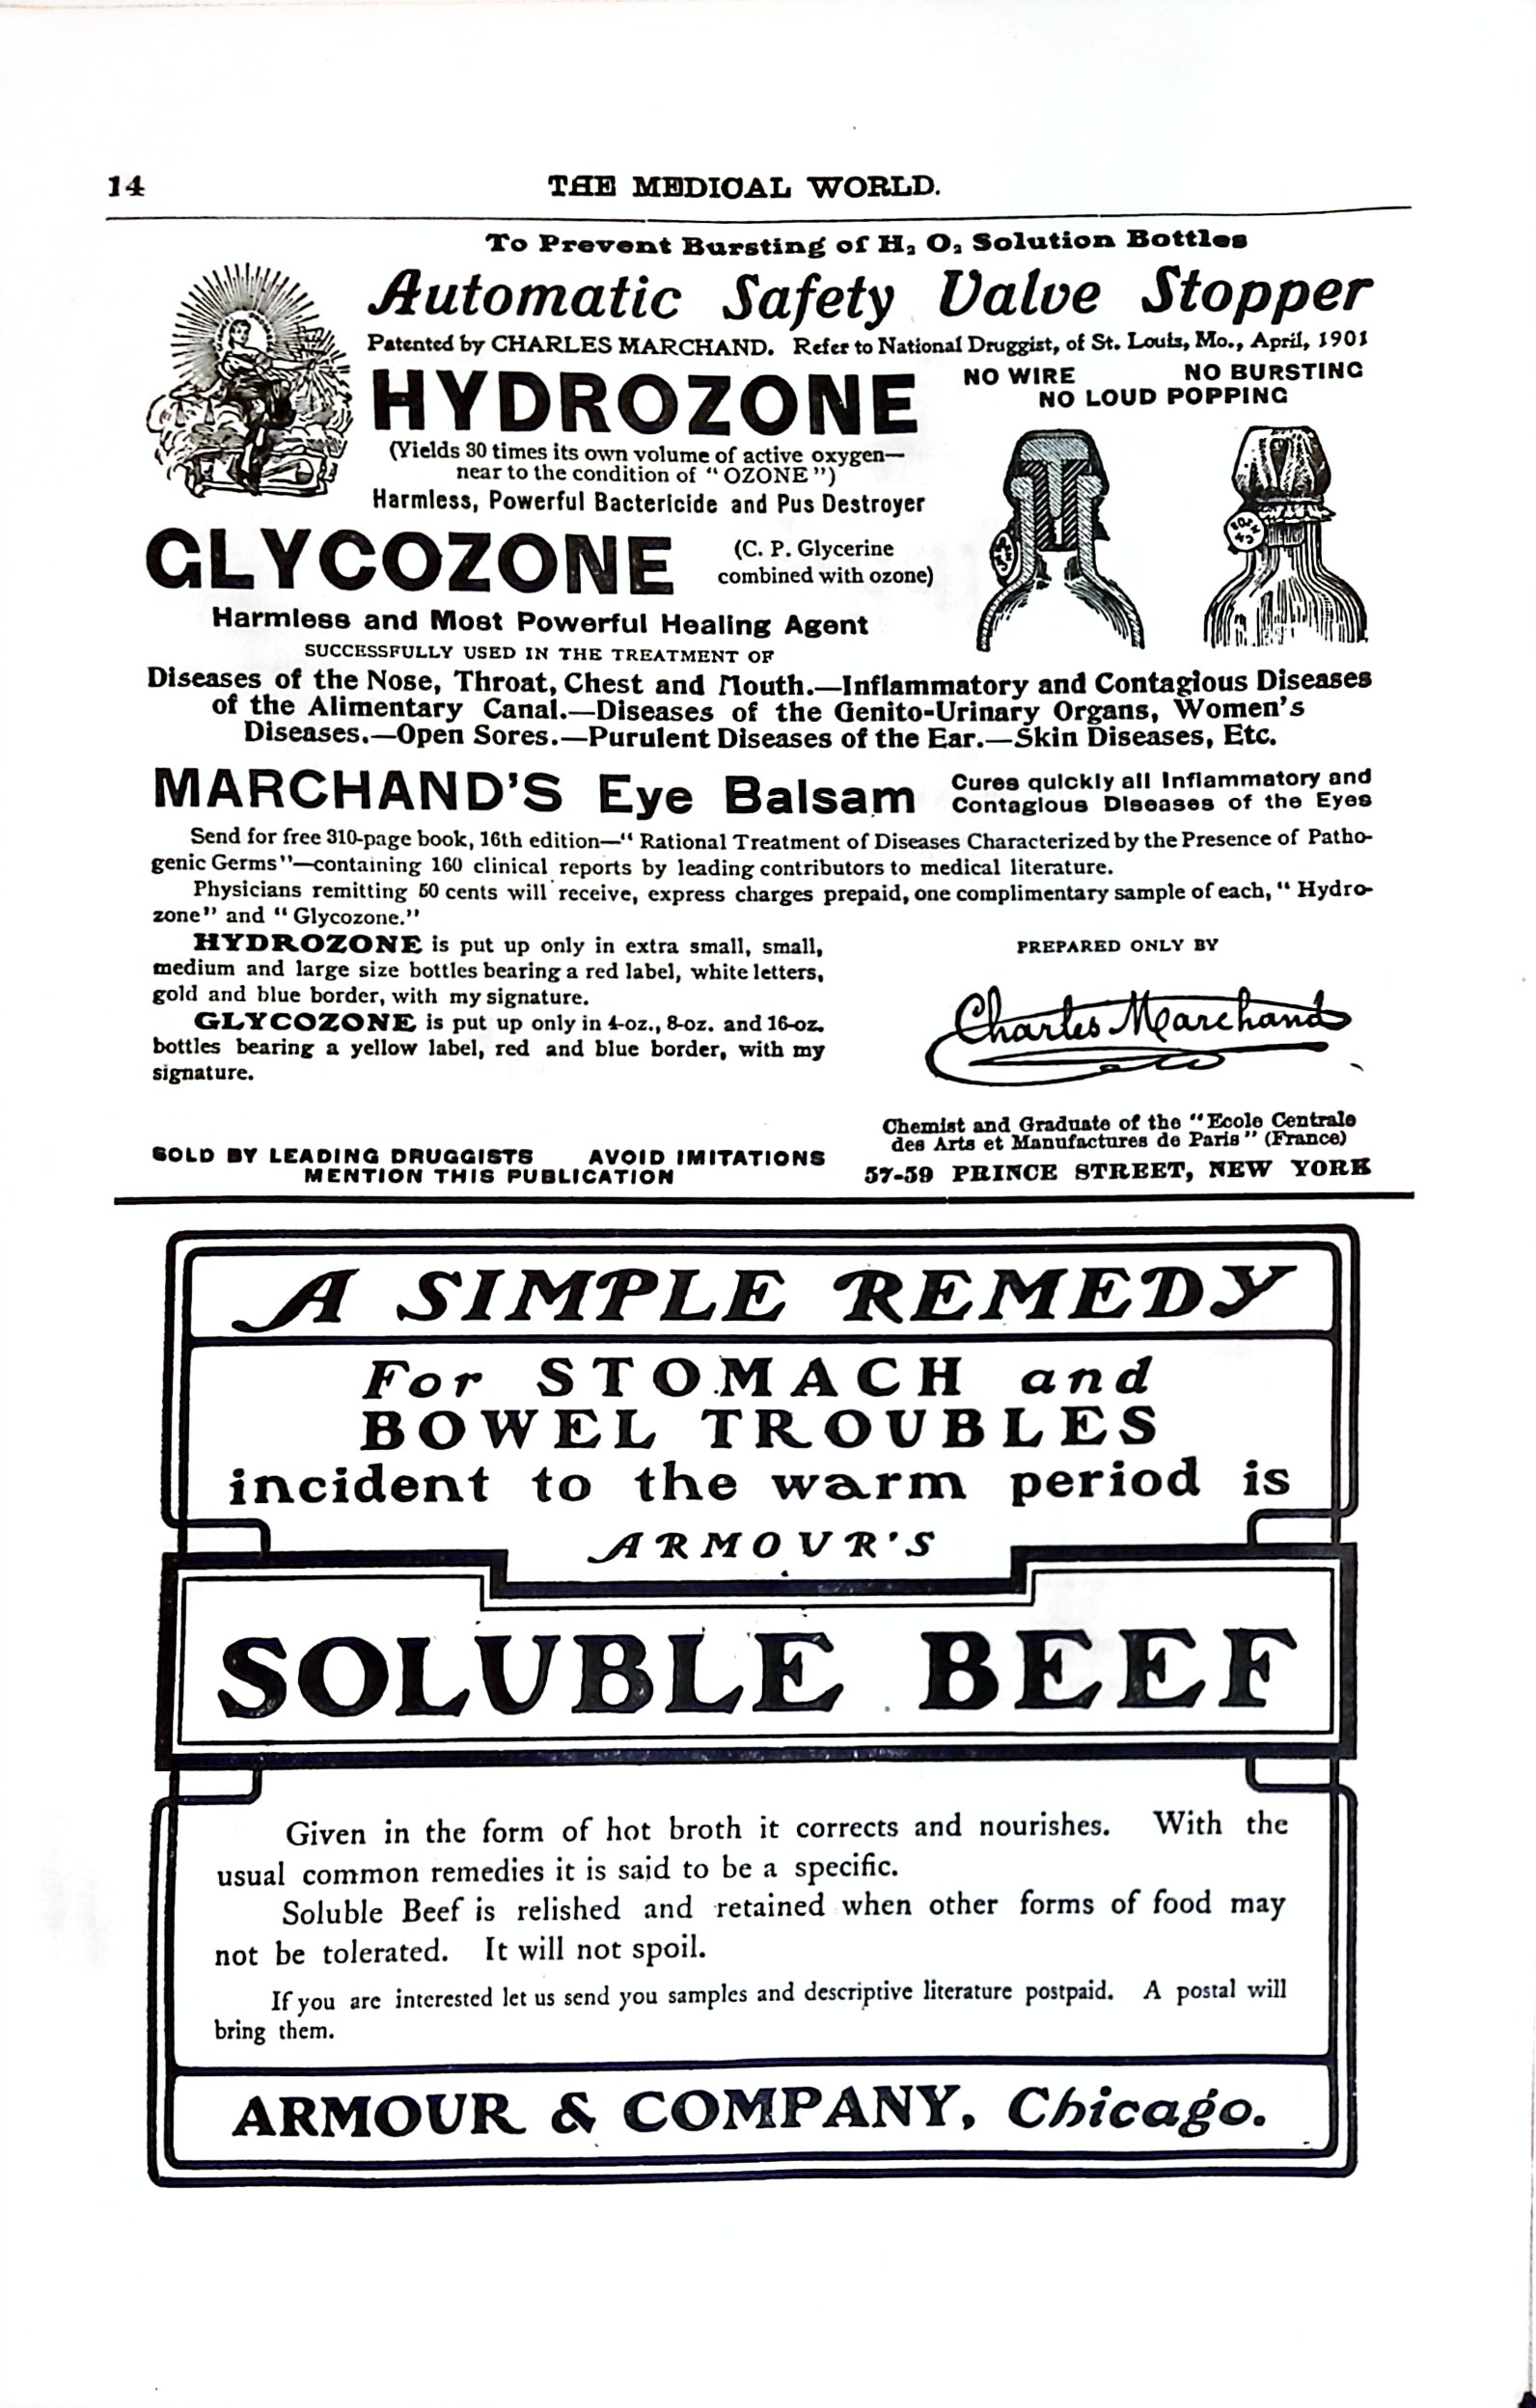 14
THE MEDICAL WORLD.
To Prevent Bursting of H₂ O₂ Solution Bottles
Automatic Safety Valve Stopper
Patented by CHARLES MARCHAND. Refer to National Druggist, of St. Louis, Mo., April, 1901
HYDROZONE
NO WIRE NO BURSTING
NO LOUD POPPING
(Yields 30 times its own volume of active oxygen—
near to the condition of "OZONE")
Harmless, Powerful Bactericide and Pus Destroyer
GLYCOZONE
(C. P. Glycerine
combined with ozone)
Harmless and Most Powerful Healing Agent
SUCCESSFULLY USED IN THE TREATMENT OF
Diseases of the Nose, Throat, Chest and Mouth.—Inflammatory and Contagious Diseases
of the Alimentary Canal.—Diseases of the Genito-Urinary Organs, Women's
Diseases.—Open Sores.—Purulent Diseases of the Ear.—Skin Diseases, Etc.
MARCHAND'S Eye Balsam
Cures quickly all Inflammatory and
Contagious Diseases of the Eyes
Send for free 310-page book, 16th edition—"Rational Treatment of Diseases Characterized by the Presence of Patho-
genic Germs"—containing 160 clinical reports by leading contributors to medical literature.
Physicians remitting 50 cents will receive, express charges prepaid, one complimentary sample of each, "Hydro-
zone" and "Glycozone."
HYDROZONE is put up only in extra small, small,
medium and large size bottles bearing a red label, white letters,
gold and blue border, with my signature.
GLYCOZONE is put up only in 4-oz., 8-oz. and 16-oz.
bottles bearing a yellow label, red and blue border, with my
signature.
PREPARED ONLY BY
Charles Marchand
Chemist and Graduate of the "Ecole Centrale
des Arts et Manufactures de Paris" (France)
57-59 PRINCE STREET, NEW YORK
SOLD BY LEADING DRUGGISTS AVOID IMITATIONS
MENTION THIS PUBLICATION
A SIMPLE REMEDY
For STOMACH and
BOWEL TROUBLES
incident to the warm period is
ARMOUR'S
SOLUBLE BEEF
Given in the form of hot broth it corrects and nourishes. With the
usual common remedies it is said to be a specific.
Soluble Beef is relished and retained when other forms of food may
not be tolerated. It will not spoil.
If you are interested let us send you samples and descriptive literature postpaid. A postal will
bring them.
ARMOUR & COMPANY, Chicago.